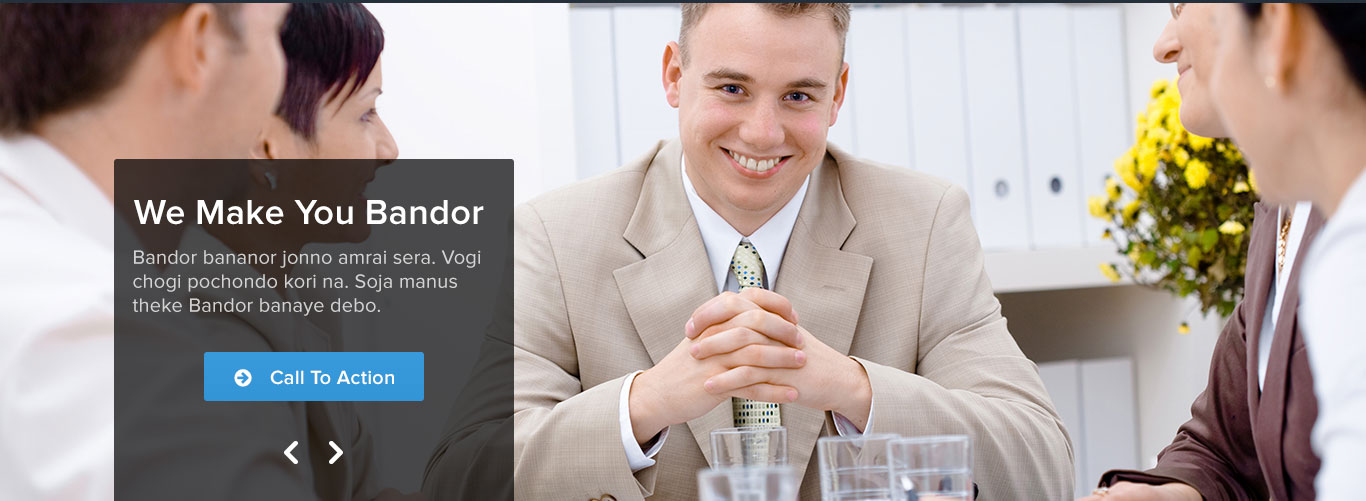 We Make You Bandor
Bandor bananor jonno amrai sera. Vogi
chogi pochondo kori na. Soja manus
theke Bandor banaye debo.
Call To Action